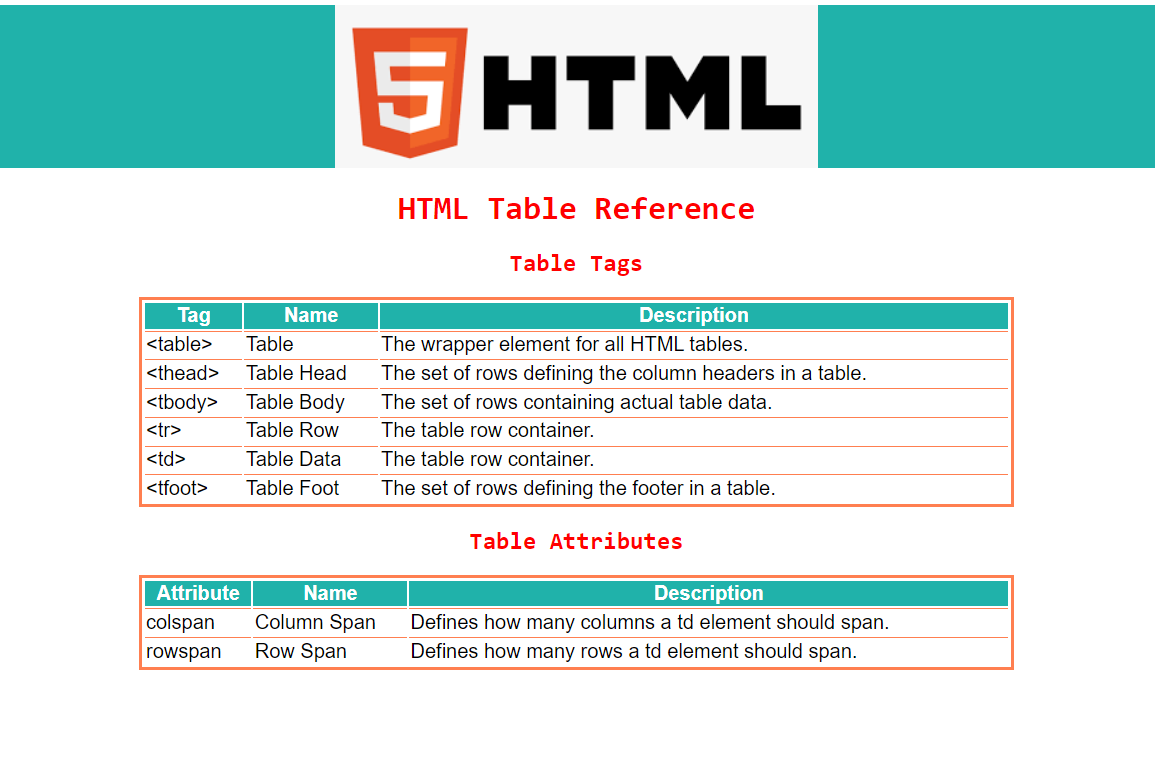 5 HTML
HTML Table Reference
Table Tags
Tag Name Description
<table> Table The wrapper element for all HTML tables.
<thead> Table Head The set of rows defining the column headers in a table.
<tbody> Table Body The set of rows containing actual table data.
<tr> Table Row The table row container.
<td> Table Data The table row container.
<tfoot> Table Foot The set of rows defining the footer in a table.
Table Attributes
Attribute Name Description
colspan Column Span Defines how many columns a td element should span.
rowspan Row Span Defines how many rows a td element should span.